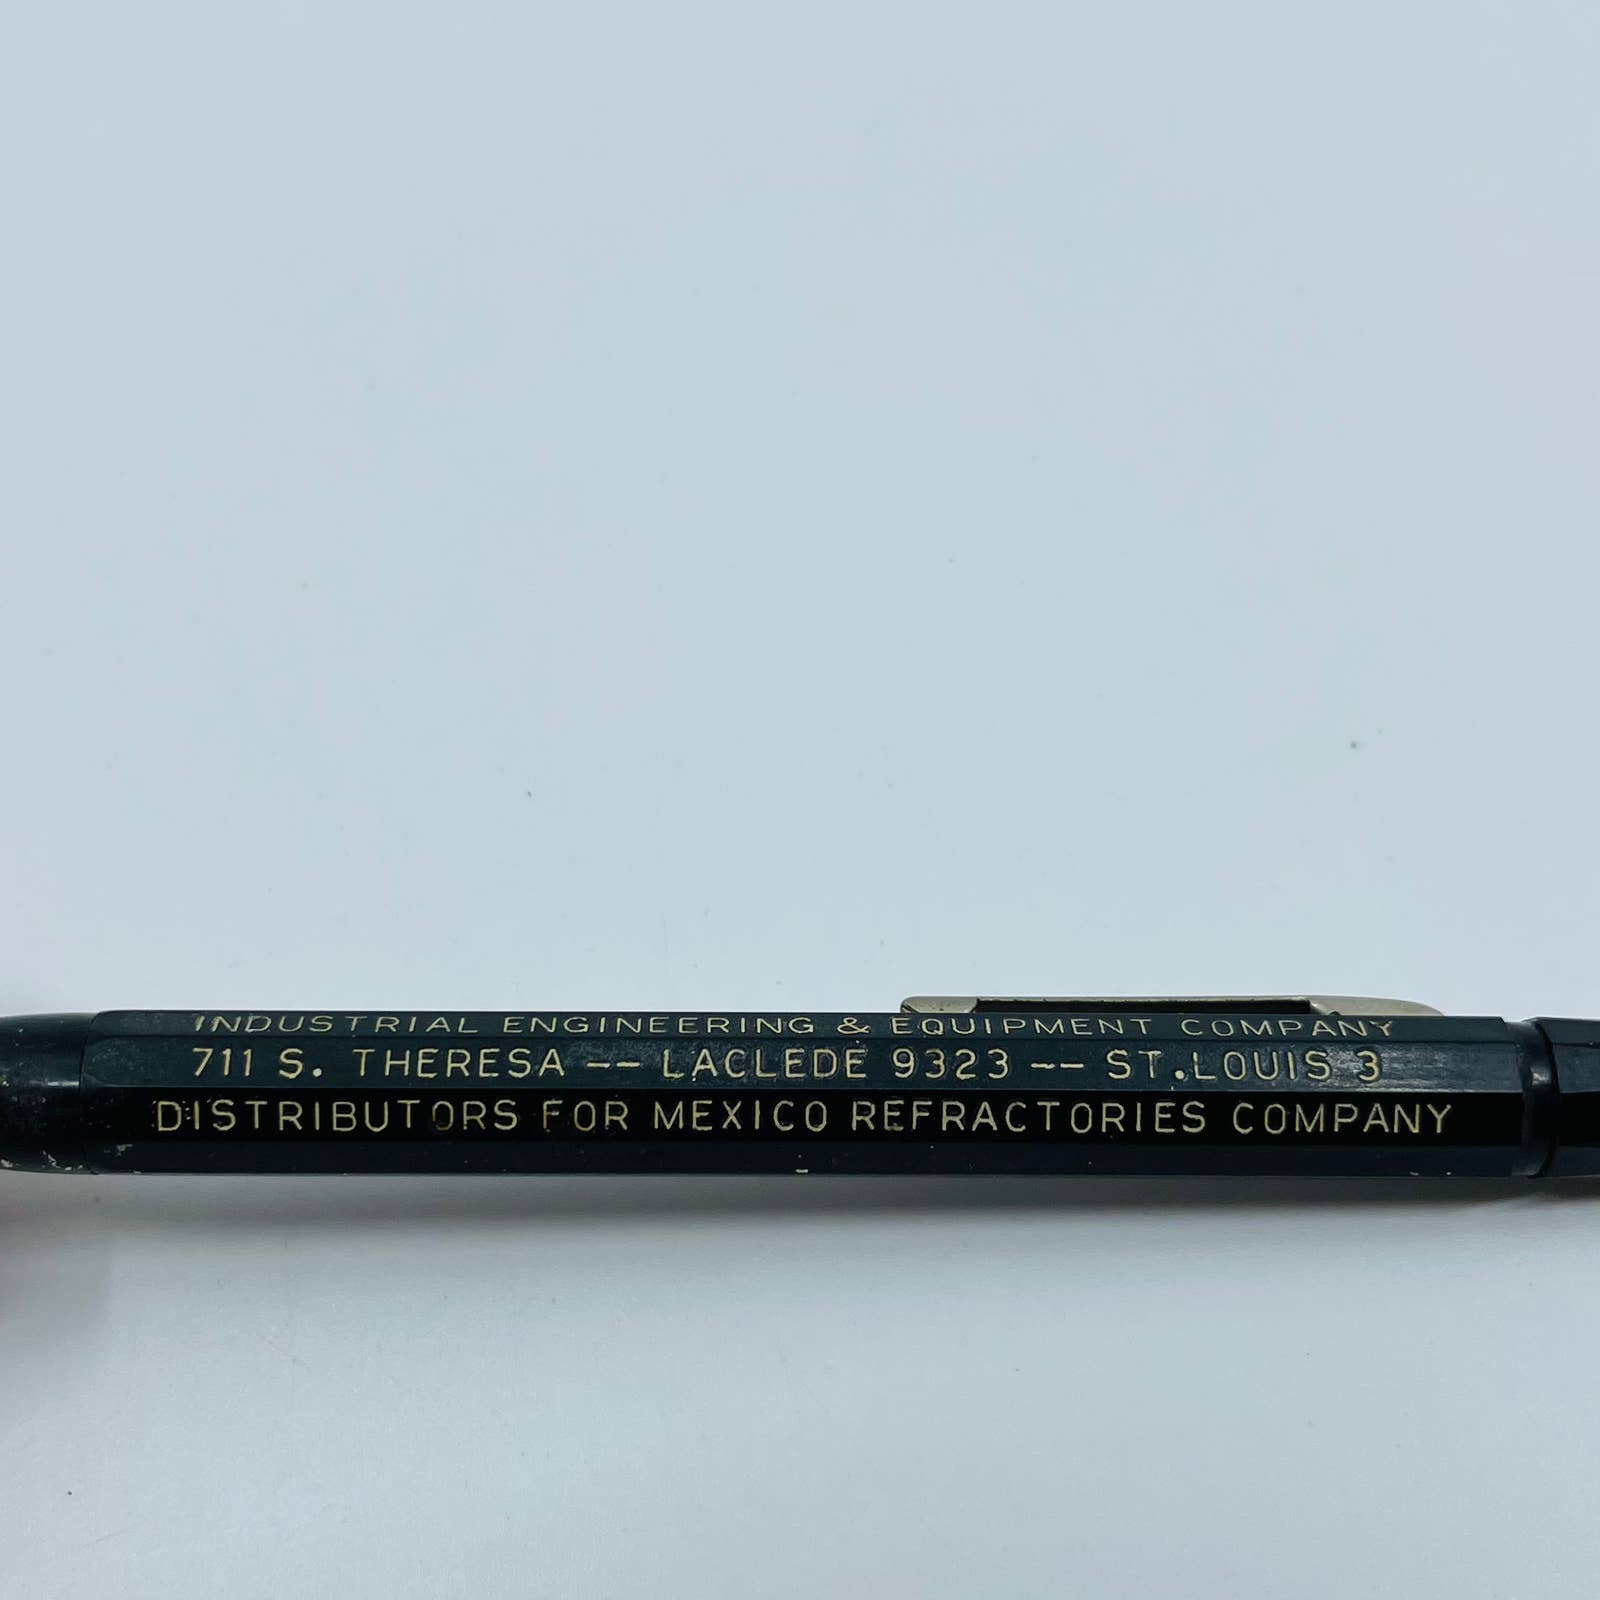 INDUSTRIAL ENGINEERING & EQUIPMENT COMPANY
711 S. THERESA -- LACLEDE 9323 -- ST. LOUIS 3
DISTRIBUTORS FOR MEXICO REFRACTORIES COMPANY